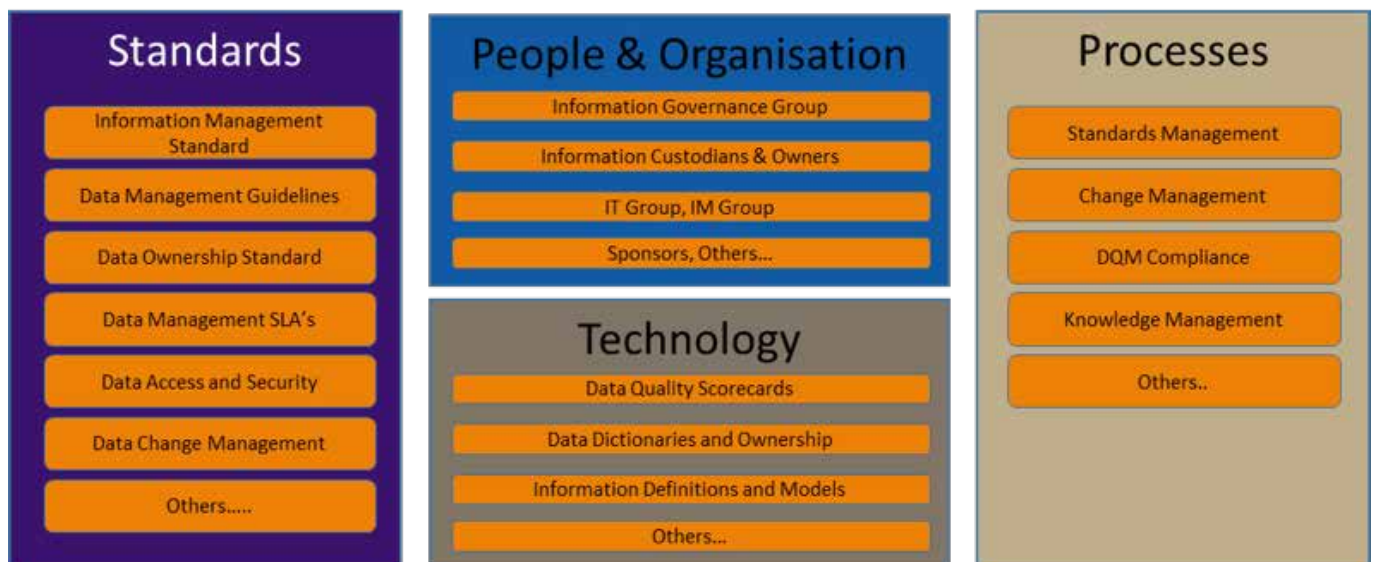 Standards
Information Management
Standard
Data Management Guidelines
Data Ownership Standard
Data Management SLA's
Data Access and Security
Data Change Management
Others.....
People & Organisation
Information Governance Group
Information Custodians & Owners
IT Group, IM Group
Sponsors, Others...
Technology
Data Quality Scorecards
Data Dictionaries and Ownership
Information Definitions and Models
Others...
Processes
Standards Management
Change Management
DQM Compliance
Knowledge Management
Others..